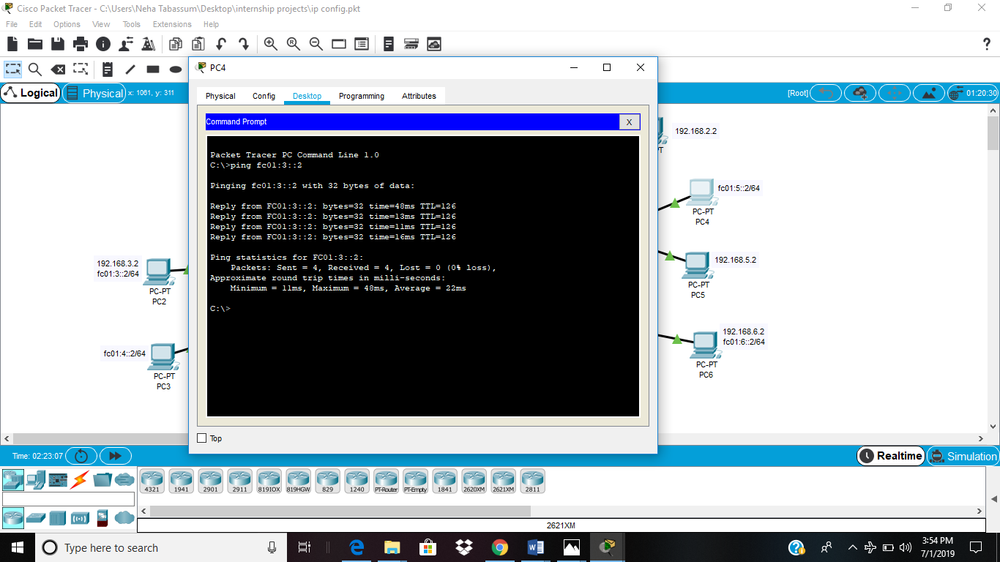 Cisco Packet Tracer - C:\Users\Neha Tabassum\Desktop\internship projects\ip config.pkt
File Edit Options View Tools Extensions Help
?
Logical
Physical
x: 1061, y: 311
[Root]
01:20:30
PC4
Physical Config Desktop Programming Attributes
Command Prompt
X
Packet Tracer PC Command Line 1.0
C:\>ping fc01:3::2
Pinging fc01:3::2 with 32 bytes of data:
Reply from FC01:3::2: bytes=32 time=48ms TTL=126
Reply from FC01:3::2: bytes=32 time=13ms TTL=126
Reply from FC01:3::2: bytes=32 time=11ms TTL=126
Reply from FC01:3::2: bytes=32 time=16ms TTL=126
Ping statistics for FC01:3::2:
Packets: Sent = 4, Received = 4, Lost = 0 (0% loss),
Approximate round trip times in milli-seconds:
Minimum = 11ms, Maximum = 48ms, Average = 22ms
C:\>
Top
192.168.3.2
fc01:3::2/64
PC-PT
PC2
fc01:4::2/64
PC-PT
PC3
192.168.2.2
fc01:5::2/64
PC-PT
PC4
192.168.5.2
PC-PT
PC5
192.168.6.2
fc01:6::2/64
PC-PT
PC6
Time: 02:23:07
Realtime
Simulation
4321 1941 2901 2911 819IOX 819HGW 829 1240 PT-Router PT-Empty 1841 2620XM 2621XM 2811
2621XM
Type here to search
3:54 PM
7/1/2019